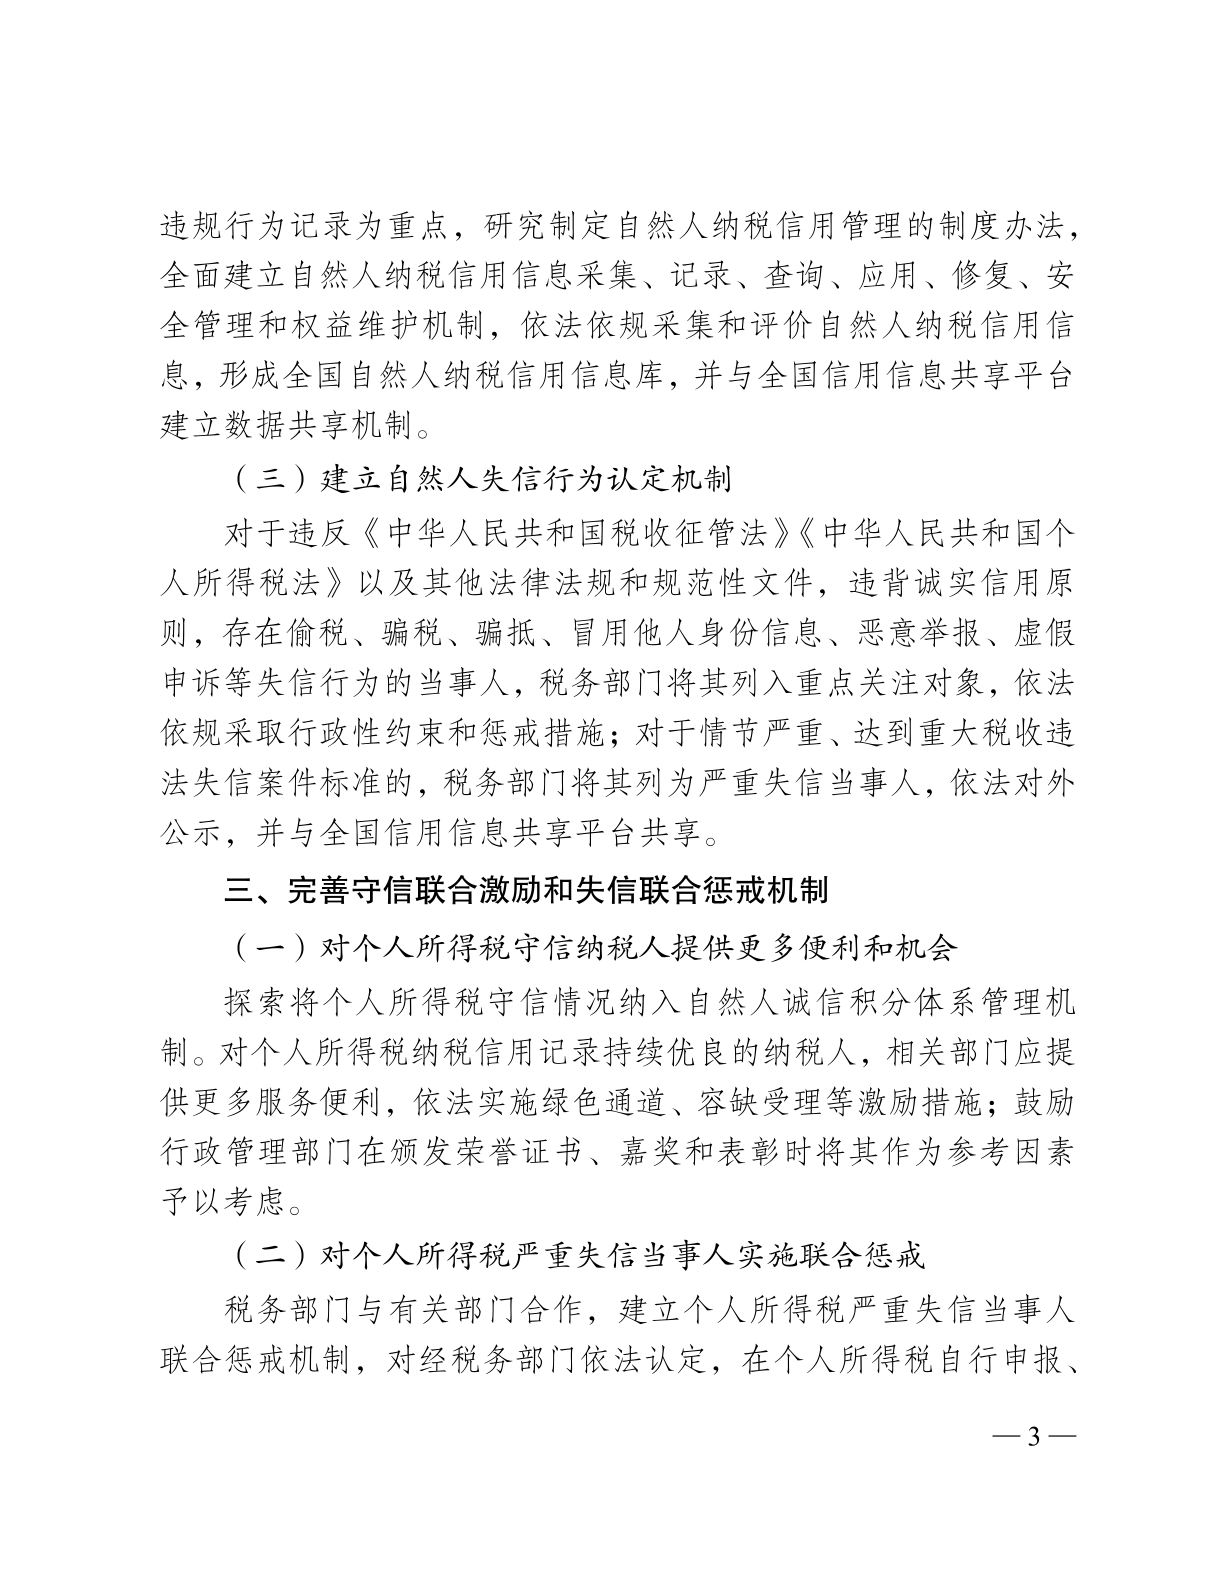 违规行为记录为重点，研究制定自然人纳税信用管理的制度办法，
全面建立自然人纳税信用信息采集、记录、查询、应用、修复、安
全管理和权益维护机制，依法依规采集和评价自然人纳税信用信
息，形成全国自然人纳税信用信息库，并与全国信用信息共享平台
建立数据共享机制。
（三）建立自然人失信行为认定机制
对于违反《中华人民共和国税收征管法》《中华人民共和国个
人所得税法》以及其他法律法规和规范性文件，违背诚实信用原
则，存在偷税、骗税、骗抵、冒用他人身份信息、恶意举报、虚假
申诉等失信行为的当事人，税务部门将其列入重点关注对象，依法
依规采取行政性约束和惩戒措施；对于情节严重、达到重大税收违
法失信案件标准的，税务部门将其列为严重失信当事人，依法对外
公示，并与全国信用信息共享平台共享。
三、完善守信联合激励和失信联合惩戒机制
（一）对个人所得税守信纳税人提供更多便利和机会
探索将个人所得税守信情况纳入自然人诚信积分体系管理机
制。对个人所得税纳税信用记录持续优良的纳税人，相关部门应提
供更多服务便利，依法实施绿色通道、容缺受理等激励措施；鼓励
行政管理部门在颁发荣誉证书、嘉奖和表彰时将其作为参考因素
予以考虑。
（二）对个人所得税严重失信当事人实施联合惩戒
税务部门与有关部门合作，建立个人所得税严重失信当事人
联合惩戒机制，对经税务部门依法认定，在个人所得税自行申报、
— 3 —